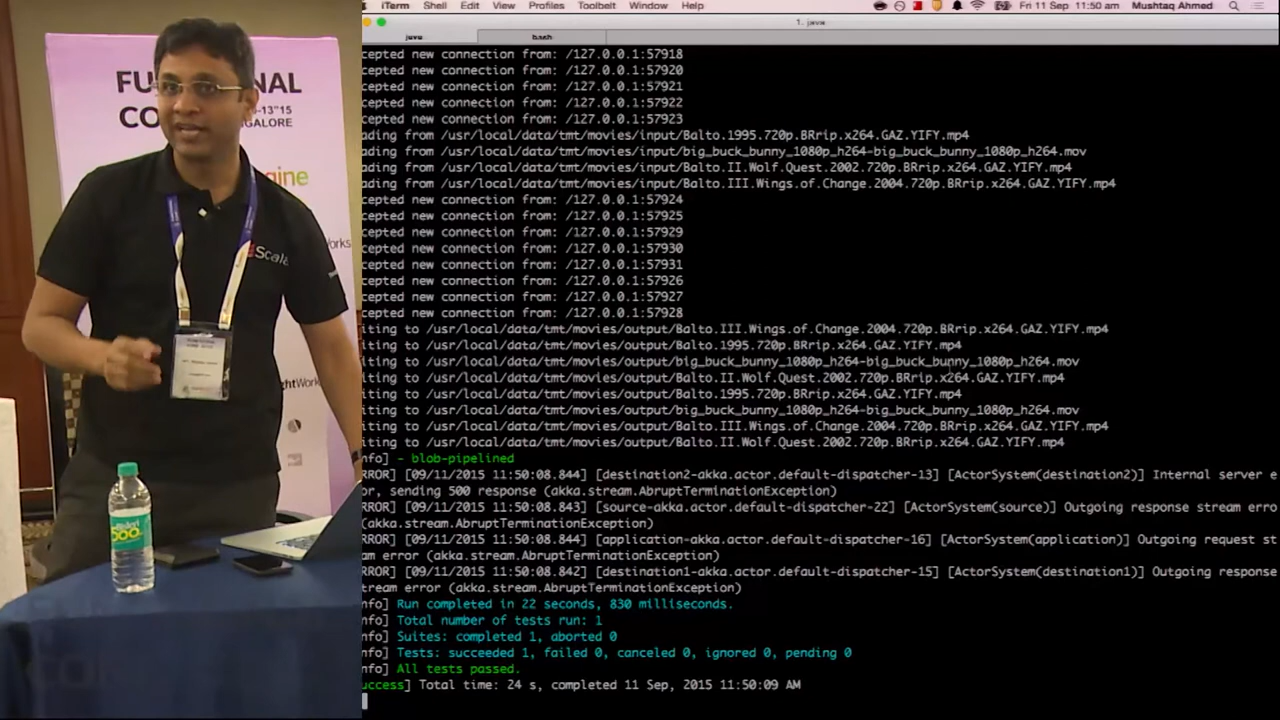 FU NAL
CO -13"15
NGALORE
gine
works
Scala
ghtWorks
Bisleri
500
iTerm Shell Edit View Profiles Toolbelt Window Help Fri 11 Sep 11:50 am Mushtaq Ahmed
1. java
java bash
cepted new connection from: /127.0.0.1:57918
cepted new connection from: /127.0.0.1:57920
cepted new connection from: /127.0.0.1:57921
cepted new connection from: /127.0.0.1:57922
cepted new connection from: /127.0.0.1:57923
ading from /usr/local/data/tmt/movies/input/Balto.1995.720p.BRrip.x264.GAZ.YIFY.mp4
ading from /usr/local/data/tmt/movies/input/big_buck_bunny_1080p_h264-big_buck_bunny_1080p_h264.mov
ading from /usr/local/data/tmt/movies/input/Balto.II.Wolf.Quest.2002.720p.BRrip.x264.GAZ.YIFY.mp4
ading from /usr/local/data/tmt/movies/input/Balto.III.Wings.of.Change.2004.720p.BRrip.x264.GAZ.YIFY.mp4
cepted new connection from: /127.0.0.1:57924
cepted new connection from: /127.0.0.1:57925
cepted new connection from: /127.0.0.1:57929
cepted new connection from: /127.0.0.1:57930
cepted new connection from: /127.0.0.1:57931
cepted new connection from: /127.0.0.1:57926
cepted new connection from: /127.0.0.1:57927
cepted new connection from: /127.0.0.1:57928
iting to /usr/local/data/tmt/movies/output/Balto.III.Wings.of.Change.2004.720p.BRrip.x264.GAZ.YIFY.mp4
iting to /usr/local/data/tmt/movies/output/Balto.1995.720p.BRrip.x264.GAZ.YIFY.mp4
iting to /usr/local/data/tmt/movies/output/big_buck_bunny_1080p_h264-big_buck_bunny_1080p_h264.mov
iting to /usr/local/data/tmt/movies/output/Balto.II.Wolf.Quest.2002.720p.BRrip.x264.GAZ.YIFY.mp4
iting to /usr/local/data/tmt/movies/output/Balto.1995.720p.BRrip.x264.GAZ.YIFY.mp4
iting to /usr/local/data/tmt/movies/output/big_buck_bunny_1080p_h264-big_buck_bunny_1080p_h264.mov
iting to /usr/local/data/tmt/movies/output/Balto.III.Wings.of.Change.2004.720p.BRrip.x264.GAZ.YIFY.mp4
iting to /usr/local/data/tmt/movies/output/Balto.II.Wolf.Quest.2002.720p.BRrip.x264.GAZ.YIFY.mp4
nfo] - blob-pipelined
RROR] [09/11/2015 11:50:08.844] [destination2-akka.actor.default-dispatcher-13] [ActorSystem(destination2)] Internal server e
or, sending 500 response (akka.stream.AbruptTerminationException)
RROR] [09/11/2015 11:50:08.843] [source-akka.actor.default-dispatcher-22] [ActorSystem(source)] Outgoing response stream erro
(akka.stream.AbruptTerminationException)
RROR] [09/11/2015 11:50:08.844] [application-akka.actor.default-dispatcher-16] [ActorSystem(application)] Outgoing request st
am error (akka.stream.AbruptTerminationException)
RROR] [09/11/2015 11:50:08.842] [destination1-akka.actor.default-dispatcher-15] [ActorSystem(destination1)] Outgoing response
stream error (akka.stream.AbruptTerminationException)
nfo] Run completed in 22 seconds, 830 milliseconds.
nfo] Total number of tests run: 1
nfo] Suites: completed 1, aborted 0
nfo] Tests: succeeded 1, failed 0, canceled 0, ignored 0, pending 0
nfo] All tests passed.
uccess] Total time: 24 s, completed 11 Sep, 2015 11:50:09 AM